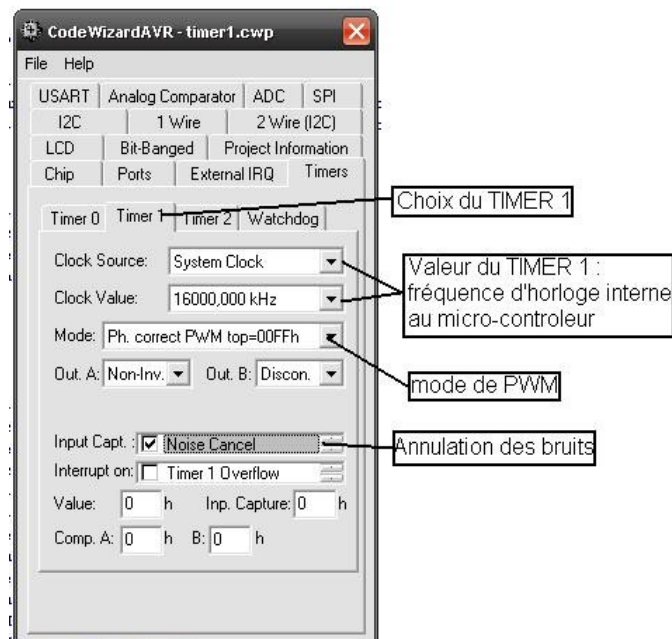 CodeWizardAVR - timer1.cwp
File Help
USART Analog Comparator ADC SPI
I2C 1 Wire 2 Wire (I2C)
LCD Bit-Banged Project Information
Chip Ports External IRQ Timers
Timer 0 Timer 1 Timer 2 Watchdog
Choix du TIMER 1
Clock Source: System Clock
Clock Value: 16000,000 kHz
Valeur du TIMER 1 :
fréquence d'horloge interne
au micro-controleur
Mode: Ph. correct PWM top=00FFh
mode de PWM
Out. A: Non-Inv. Out. B: Discon.
Input Capt. : Noise Cancel
Annulation des bruits
Interrupt on: Timer 1 Overflow
Value: 0 h Inp. Capture: 0 h
Comp. A: 0 h B: 0 h